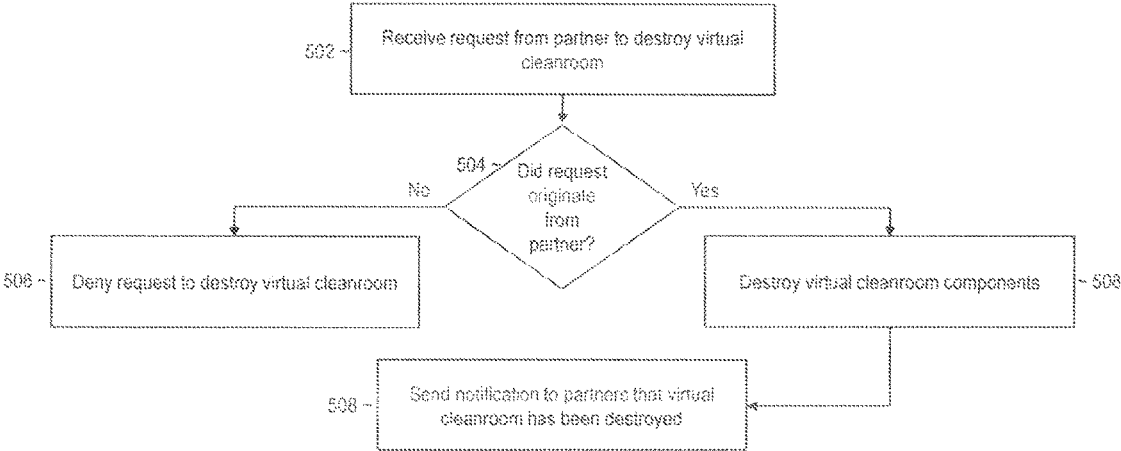 502
Receive request from partner to destroy virtual
cleanroom
504
Did request
originate
from
partner?
No
Yes
506
Deny request to destroy virtual cleanroom
Destroy virtual cleanroom components
508
508
Send notification to partners that virtual
cleanroom has been destroyed